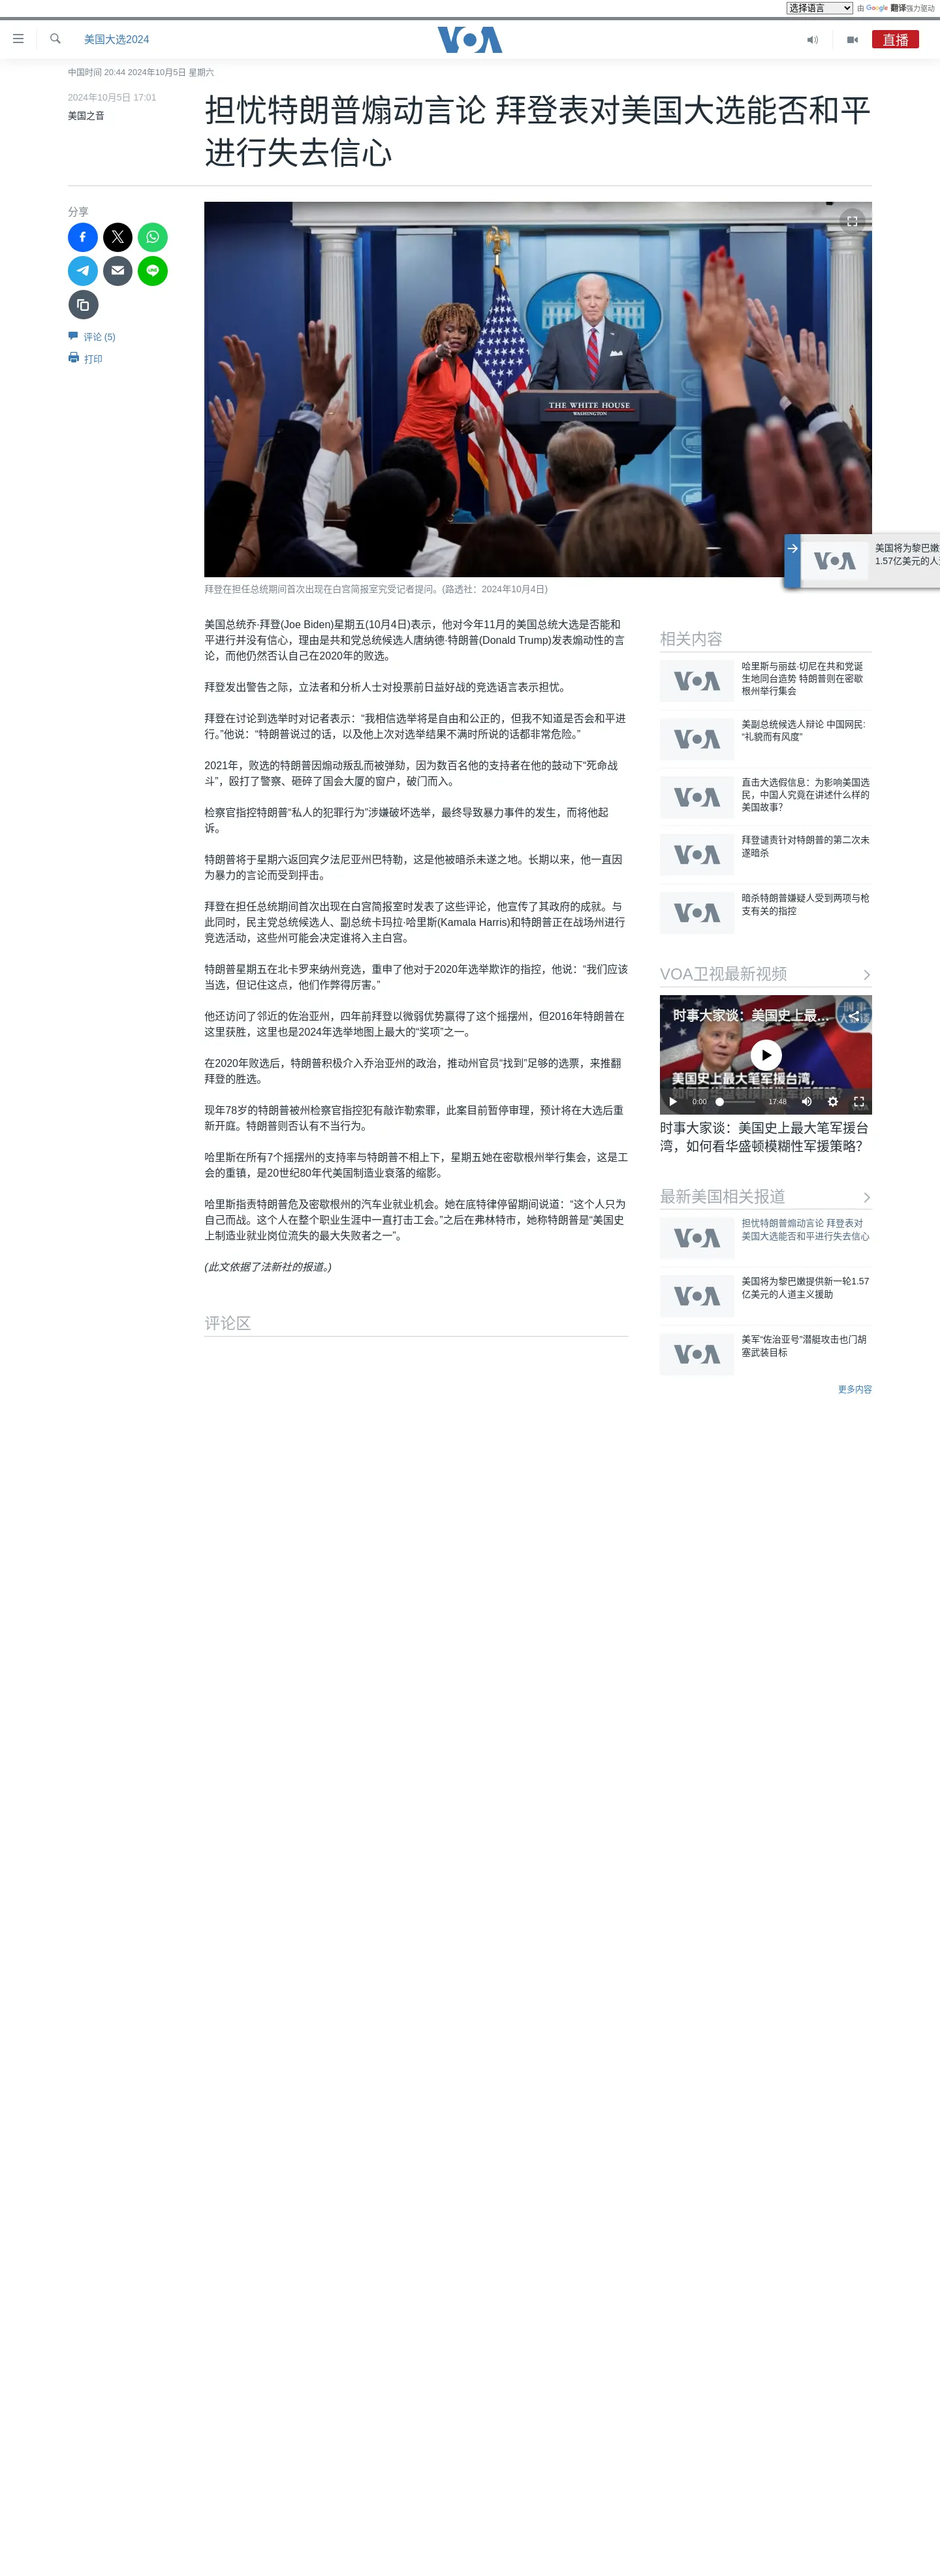 选择语言
由 Google 翻译强力驱动
美国大选2024
VOA
直播
中国时间 20:44 2024年10月5日 星期六
2024年10月5日 17:01
美国之音
担忧特朗普煽动言论 拜登表对美国大选能否和平
进行失去信心
分享
评论 (5)
打印
THE WHITE HOUSE
WASHINGTON
拜登在担任总统期间首次出现在白宫简报室究受记者提问。(路透社：2024年10月4日)
美国将为黎巴嫩
1.57亿美元的人
美国总统乔·拜登(Joe Biden)星期五(10月4日)表示，他对今年11月的美国总统大选是否能和
平进行并没有信心，理由是共和党总统候选人唐纳德·特朗普(Donald Trump)发表煽动性的言
论，而他仍然否认自己在2020年的败选。
拜登发出警告之际，立法者和分析人士对投票前日益好战的竞选语言表示担忧。
拜登在讨论到选举时对记者表示：“我相信选举将是自由和公正的，但我不知道是否会和平进
行。”他说：“特朗普说过的话，以及他上次对选举结果不满时所说的话都非常危险。”
2021年，败选的特朗普因煽动叛乱而被弹劾，因为数百名他的支持者在他的鼓动下“死命战
斗”，殴打了警察、砸碎了国会大厦的窗户，破门而入。
检察官指控特朗普“私人的犯罪行为”涉嫌破坏选举，最终导致暴力事件的发生，而将他起
诉。
特朗普将于星期六返回宾夕法尼亚州巴特勒，这是他被暗杀未遂之地。长期以来，他一直因
为暴力的言论而受到抨击。
拜登在担任总统期间首次出现在白宫简报室时发表了这些评论，他宣传了其政府的成就。与
此同时，民主党总统候选人、副总统卡玛拉·哈里斯(Kamala Harris)和特朗普正在战场州进行
竞选活动，这些州可能会决定谁将入主白宫。
特朗普星期五在北卡罗来纳州竞选，重申了他对于2020年选举欺诈的指控，他说：“我们应该
当选，但记住这点，他们作弊得厉害。”
他还访问了邻近的佐治亚州，四年前拜登以微弱优势赢得了这个摇摆州，但2016年特朗普在
这里获胜，这里也是2024年选举地图上最大的“奖项”之一。
在2020年败选后，特朗普积极介入乔治亚州的政治，推动州官员“找到”足够的选票，来推翻
拜登的胜选。
现年78岁的特朗普被州检察官指控犯有敲诈勒索罪，此案目前暂停审理，预计将在大选后重
新开庭。特朗普则否认有不当行为。
哈里斯在所有7个摇摆州的支持率与特朗普不相上下，星期五她在密歇根州举行集会，这是工
会的重镇，是20世纪80年代美国制造业衰落的缩影。
哈里斯指责特朗普危及密歇根州的汽车业就业机会。她在底特律停留期间说道：“这个人只为
自己而战。这个人在整个职业生涯中一直打击工会。”之后在弗林特市，她称特朗普是“美国史
上制造业就业岗位流失的最大失败者之一”。
(此文依据了法新社的报道。)
评论区
相关内容
VOA
哈里斯与丽兹·切尼在共和党诞
生地同台造势 特朗普则在密歇
根州举行集会
VOA
美副总统候选人辩论 中国网民:
“礼貌而有风度”
VOA
直击大选假信息：为影响美国选
民，中国人究竟在讲述什么样的
美国故事？
VOA
拜登谴责针对特朗普的第二次未
遂暗杀
VOA
暗杀特朗普嫌疑人受到两项与枪
支有关的指控
VOA卫视最新视频
时事大家谈：美国史上最...
美国史上最大笔军援台湾,
0:00
17:48
时事大家谈：美国史上最大笔军援台
湾，如何看华盛顿模糊性军援策略？
最新美国相关报道
VOA
担忧特朗普煽动言论 拜登表对
美国大选能否和平进行失去信心
VOA
美国将为黎巴嫩提供新一轮1.57
亿美元的人道主义援助
VOA
美军“佐治亚号”潜艇攻击也门胡
塞武装目标
更多内容